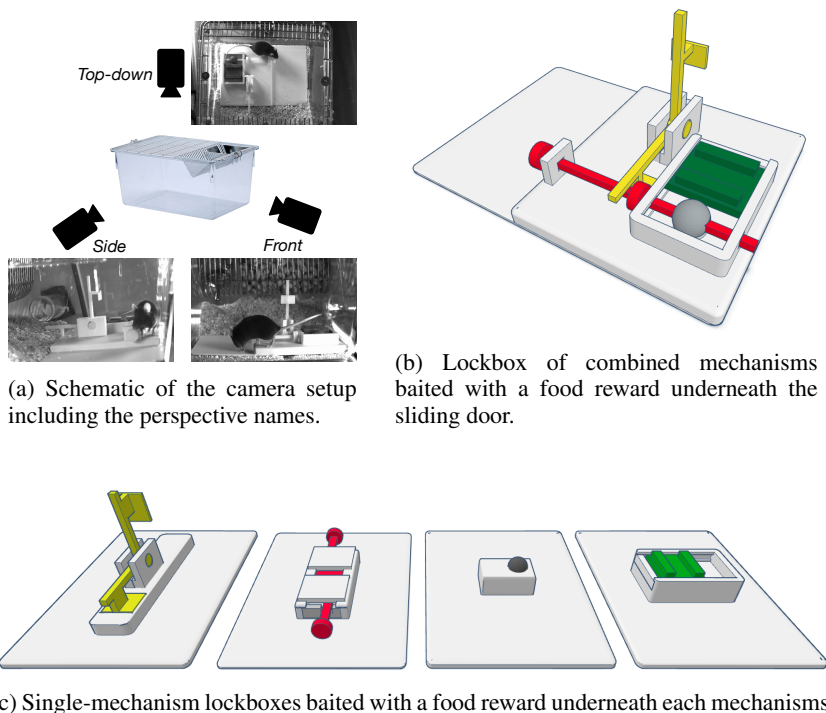 Top-down
Side
Front
(a) Schematic of the camera setup
including the perspective names.
(b) Lockbox of combined mechanisms
baited with a food reward underneath the
sliding door.
c) Single-mechanism lockboxes baited with a food reward underneath each mechanisms